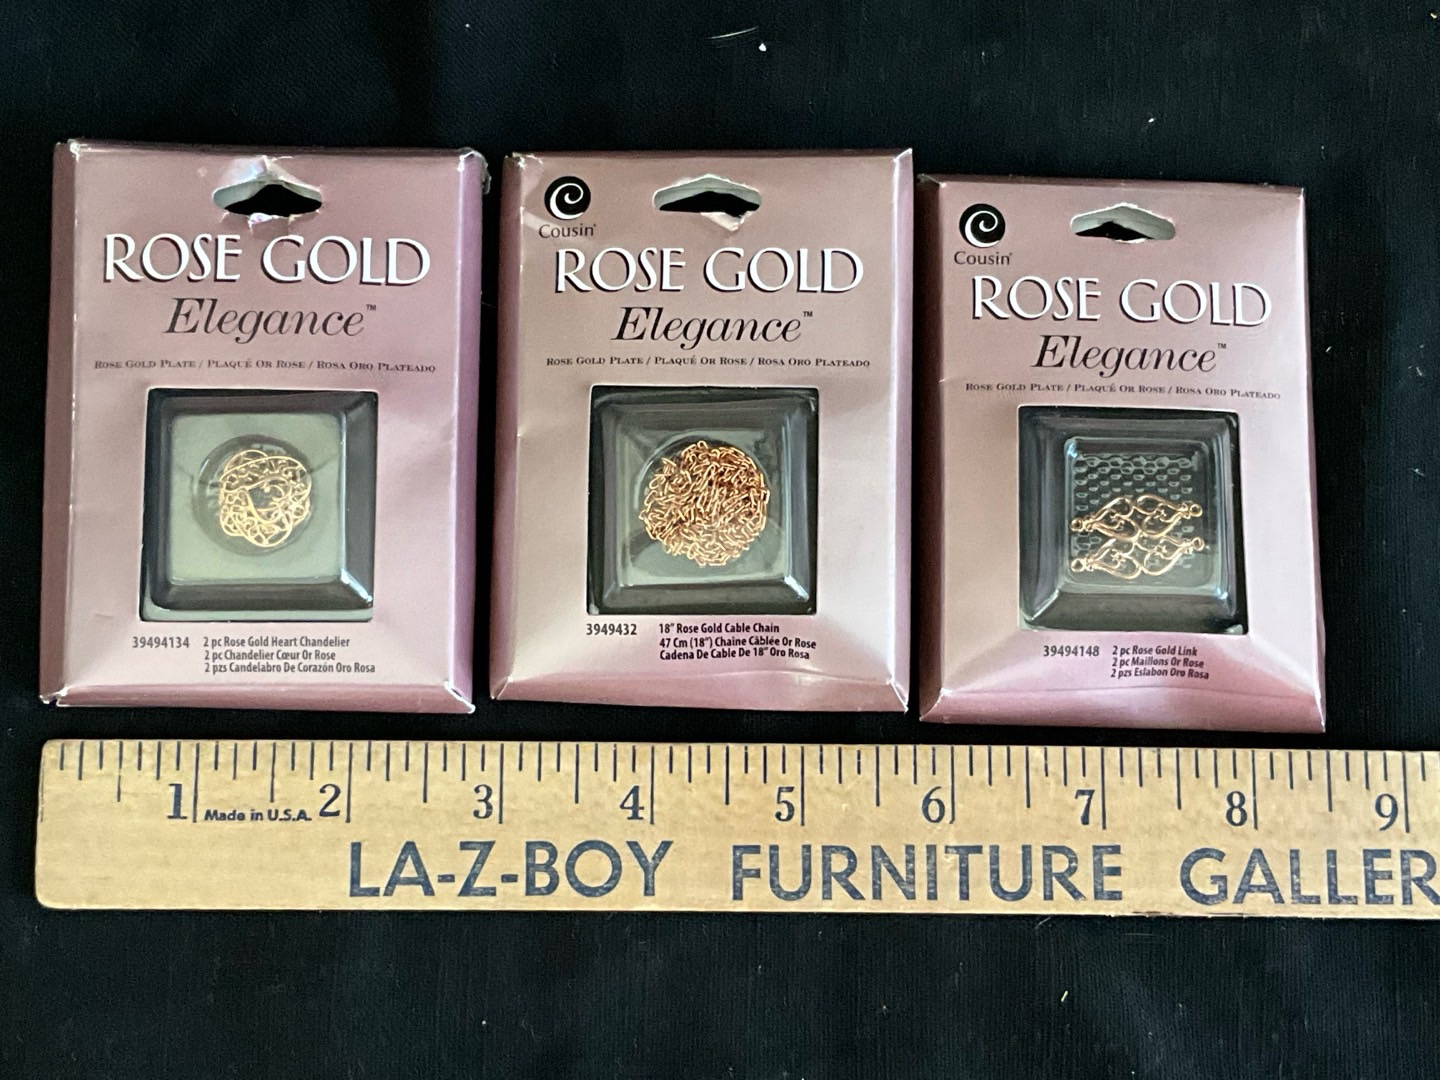 ROSE GOLD
Elegance™
ROSE GOLD PLATE / PLAQUÉ OR ROSE / ROSA ORO PLATEADO
39494134 2 pc Rose Gold Heart Chandelier
2 pc Chandelier Cœur Or Rose
2 pzs Candelabro De Corazón Oro Rosa
Cousin®
ROSE GOLD
Elegance™
ROSE GOLD PLATE / PLAQUÉ OR ROSE / ROSA ORO PLATEADO
3949432 18" Rose Gold Cable Chain
47 Cm (18") Chaine Câblée Or Rose
Cadena De Cable De 18" Oro Rosa
Cousin®
ROSE GOLD
Elegance™
ROSE GOLD PLATE / PLAQUÉ OR ROSE / ROSA ORO PLATEADO
39494148 2 pc Rose Gold Link
2 pc Maillons Or Rose
2 pzs Eslabon Oro Rosa
1 Made in U.S.A. 2 3 4 5 6 7 8 9
LA-Z-BOY FURNITURE GALLER